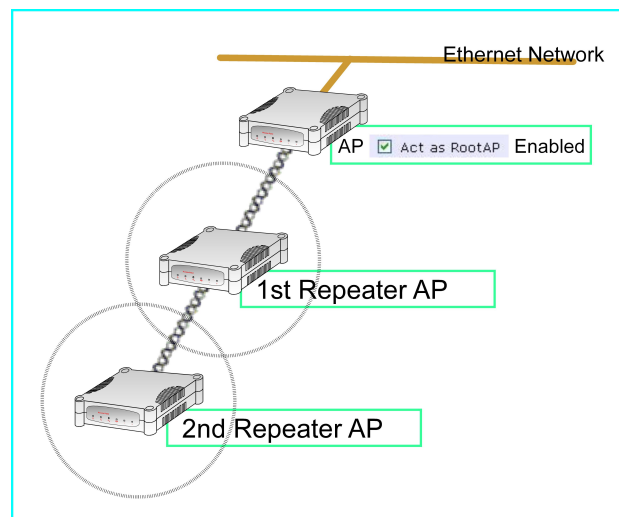 Ethernet Network
AP Act as RootAP Enabled
1st Repeater AP
2nd Repeater AP